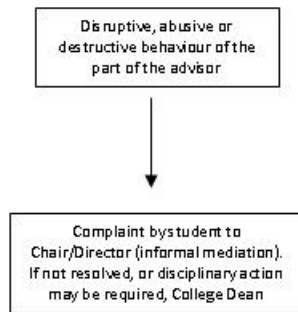 Disruptive, abusive or
destructive behaviour of the
part of the advisor
Complaint by student to
Chair/Director (informal mediation).
If not resolved, or disciplinary action
may be required, College Dean